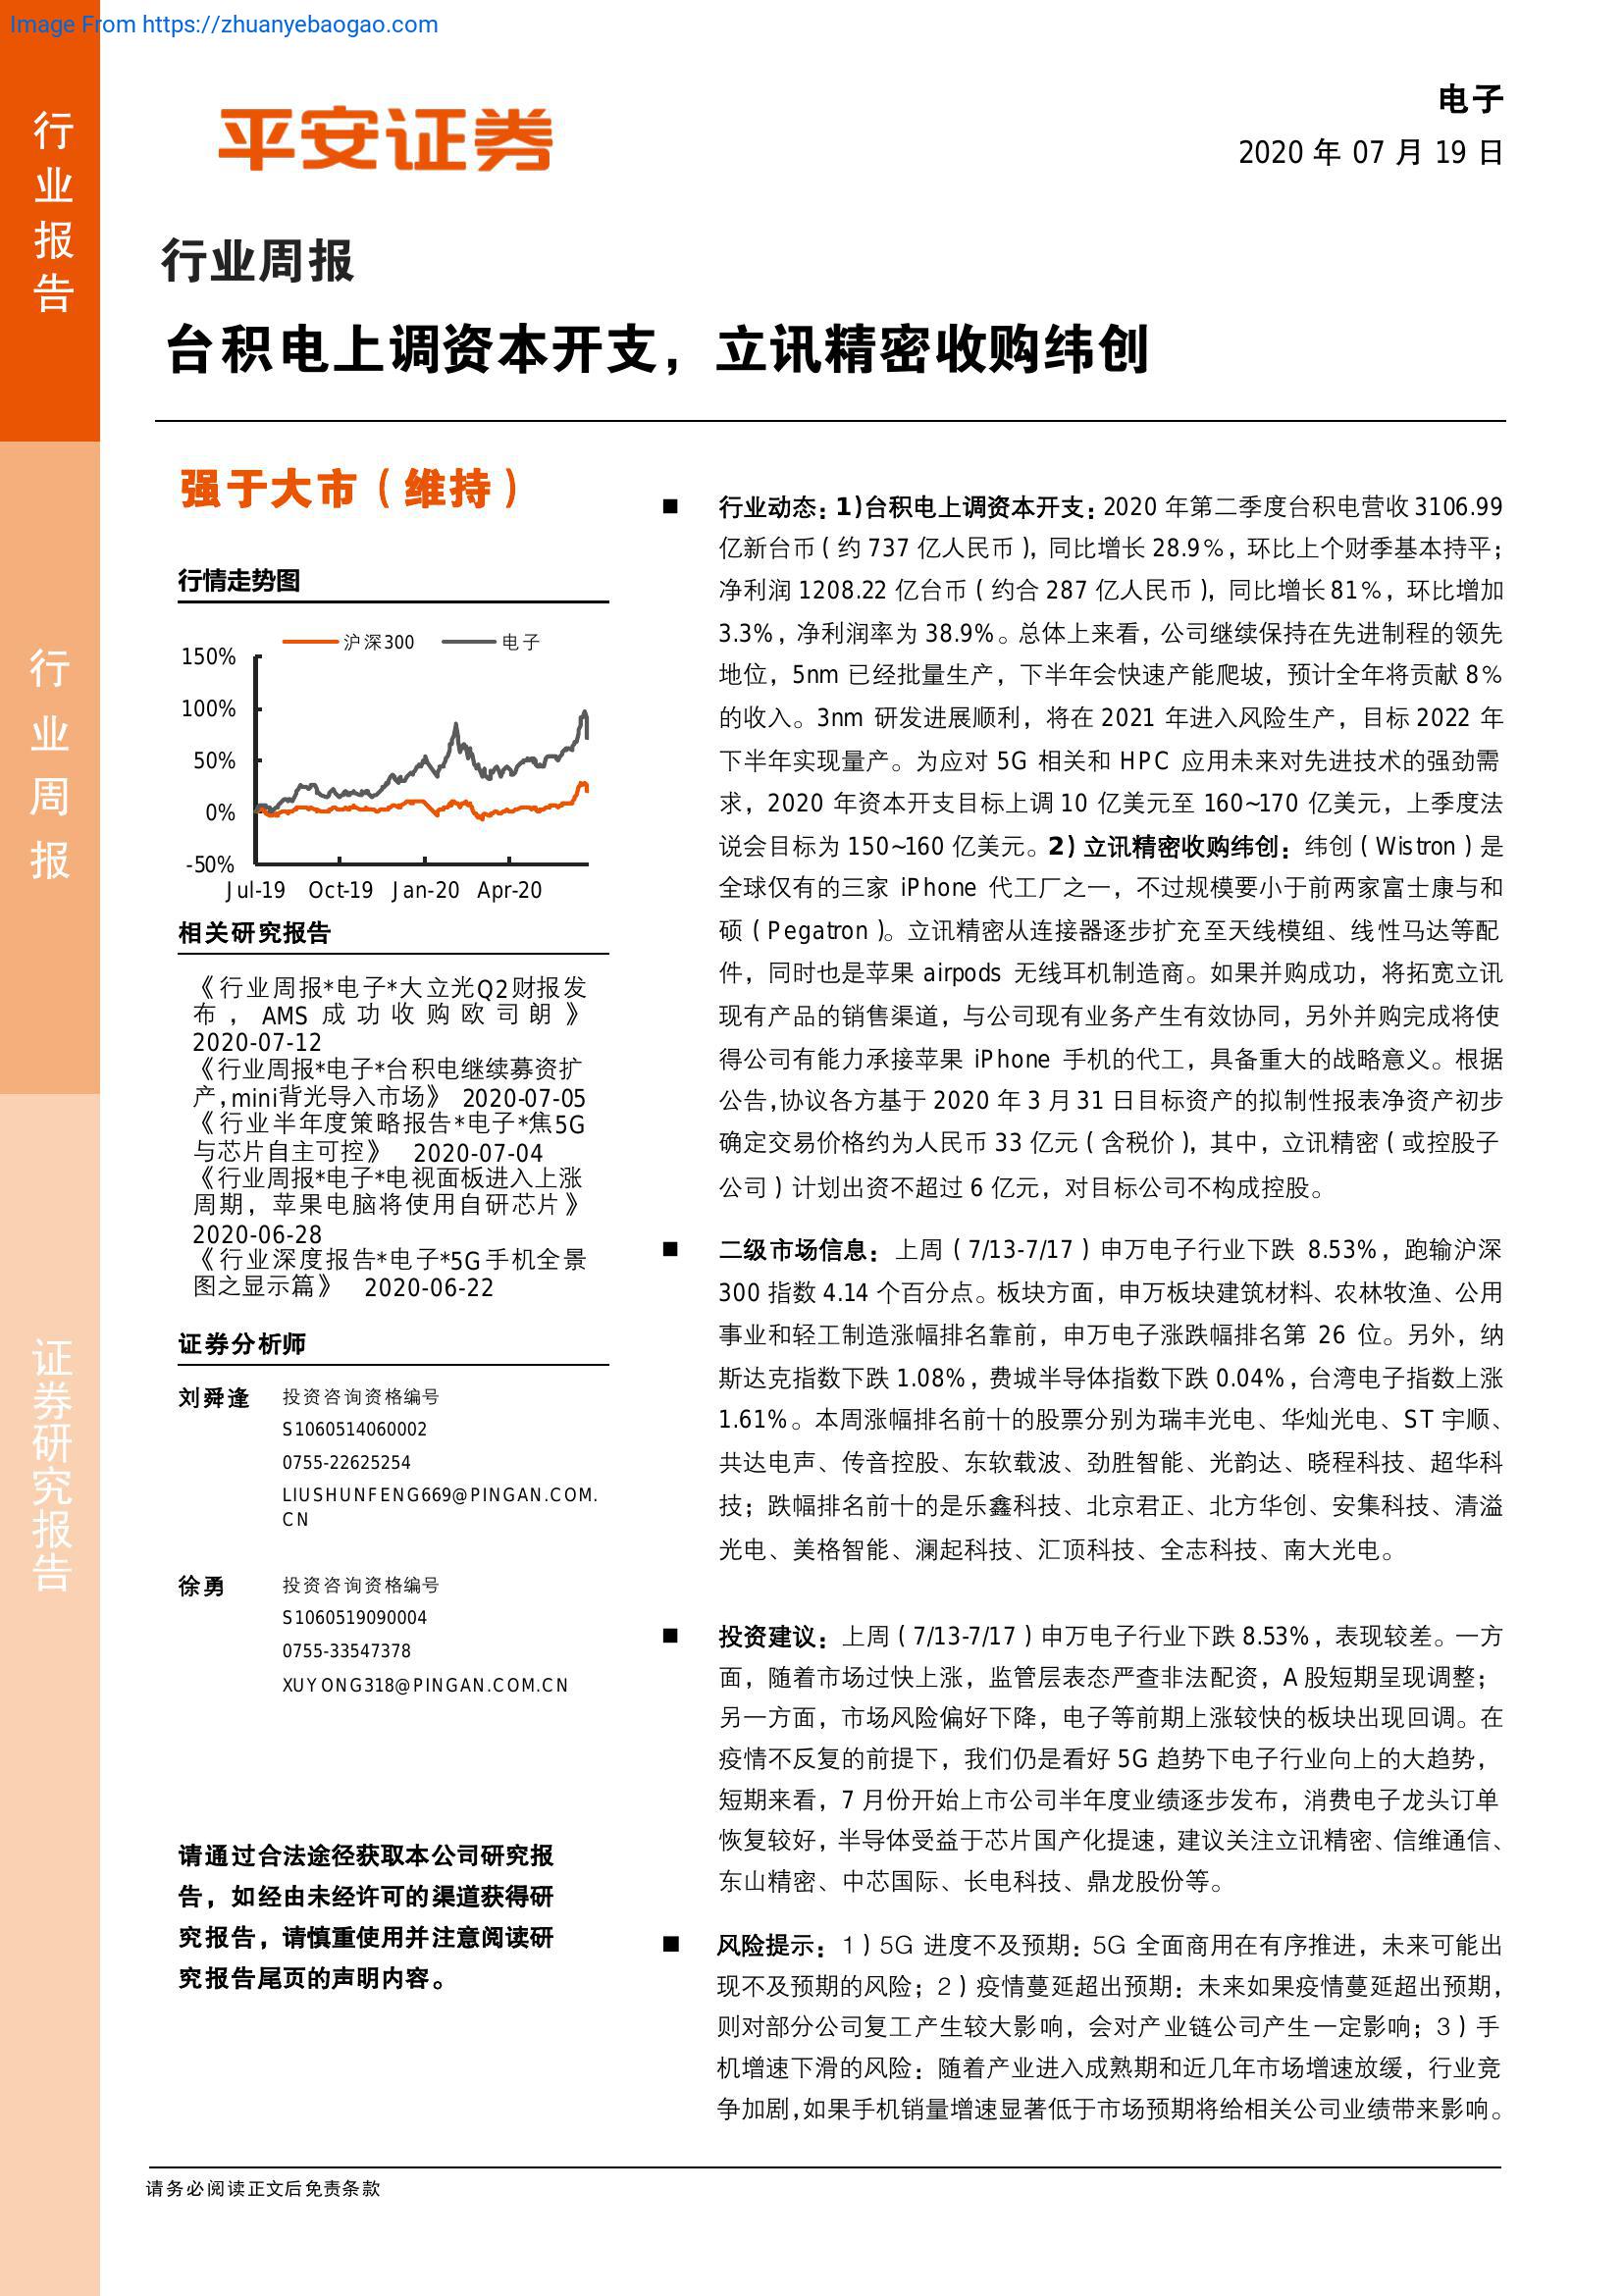 Image From https://zhuanyebaogao.com
行业报告
行业周报
证券研究报告
平安证券
电子
2020 年 07 月 19 日
行业周报
台积电上调资本开支，立讯精密收购纬创
强于大市（维持）
行情走势图
沪深300 电子
150%
100%
50%
0%
-50%
Jul-19 Oct-19 Jan-20 Apr-20
相关研究报告
《行业周报*电子*大立光Q2财报发
布，AMS成功收购欧司朗》
2020-07-12
《行业周报*电子*台积电继续募资扩
产,mini背光导入市场》 2020-07-05
《行业半年度策略报告*电子*焦5G
与芯片自主可控》 2020-07-04
《行业周报*电子*电视面板进入上涨
周期，苹果电脑将使用自研芯片》
2020-06-28
《行业深度报告*电子*5G手机全景
图之显示篇》 2020-06-22
证券分析师
刘舜逢 投资咨询资格编号
S1060514060002
0755-22625254
LIUSHUNFENG669@PINGAN.COM.
CN
徐勇 投资咨询资格编号
S1060519090004
0755-33547378
XUYONG318@PINGAN.COM.CN
请通过合法途径获取本公司研究报
告，如经由未经许可的渠道获得研
究报告，请慎重使用并注意阅读研
究报告尾页的声明内容。
■ 行业动态：1)台积电上调资本开支：2020 年第二季度台积电营收 3106.99
亿新台币（约 737 亿人民币），同比增长 28.9%，环比上个财季基本持平；
净利润 1208.22 亿台币（约合 287 亿人民币），同比增长 81%，环比增加
3.3%，净利润率为 38.9%。总体上来看，公司继续保持在先进制程的领先
地位，5nm 已经批量生产，下半年会快速产能爬坡，预计全年将贡献 8%
的收入。3nm 研发进展顺利，将在 2021 年进入风险生产，目标 2022 年
下半年实现量产。为应对 5G 相关和 HPC 应用未来对先进技术的强劲需
求，2020 年资本开支目标上调 10 亿美元至 160~170 亿美元，上季度法
说会目标为 150~160 亿美元。2) 立讯精密收购纬创：纬创（Wistron）是
全球仅有的三家 iPhone 代工厂之一，不过规模要小于前两家富士康与和
硕（Pegatron）。立讯精密从连接器逐步扩充至天线模组、线性马达等配
件，同时也是苹果 airpods 无线耳机制造商。如果并购成功，将拓宽立讯
现有产品的销售渠道，与公司现有业务产生有效协同，另外并购完成将使
得公司有能力承接苹果 iPhone 手机的代工，具备重大的战略意义。根据
公告,协议各方基于 2020 年 3 月 31 日目标资产的拟制性报表净资产初步
确定交易价格约为人民币 33 亿元（含税价），其中，立讯精密（或控股子
公司）计划出资不超过 6 亿元，对目标公司不构成控股。
■ 二级市场信息：上周（7/13-7/17）申万电子行业下跌 8.53%，跑输沪深
300 指数 4.14 个百分点。板块方面，申万板块建筑材料、农林牧渔、公用
事业和轻工制造涨幅排名靠前，申万电子涨跌幅排名第 26 位。另外，纳
斯达克指数下跌 1.08%，费城半导体指数下跌 0.04%，台湾电子指数上涨
1.61%。本周涨幅排名前十的股票分别为瑞丰光电、华灿光电、ST 宇顺、
共达电声、传音控股、东软载波、劲胜智能、光韵达、晓程科技、超华科
技；跌幅排名前十的是乐鑫科技、北京君正、北方华创、安集科技、清溢
光电、美格智能、澜起科技、汇顶科技、全志科技、南大光电。
■ 投资建议：上周（7/13-7/17）申万电子行业下跌 8.53%，表现较差。一方
面，随着市场过快上涨，监管层表态严查非法配资，A 股短期呈现调整；
另一方面，市场风险偏好下降，电子等前期上涨较快的板块出现回调。在
疫情不反复的前提下，我们仍是看好 5G 趋势下电子行业向上的大趋势，
短期来看，7 月份开始上市公司半年度业绩逐步发布，消费电子龙头订单
恢复较好，半导体受益于芯片国产化提速，建议关注立讯精密、信维通信、
东山精密、中芯国际、长电科技、鼎龙股份等。
■ 风险提示：1）5G 进度不及预期：5G 全面商用在有序推进，未来可能出
现不及预期的风险；2）疫情蔓延超出预期：未来如果疫情蔓延超出预期，
则对部分公司复工产生较大影响，会对产业链公司产生一定影响；3）手
机增速下滑的风险：随着产业进入成熟期和近几年市场增速放缓，行业竞
争加剧,如果手机销量增速显著低于市场预期将给相关公司业绩带来影响。
请务必阅读正文后免责条款